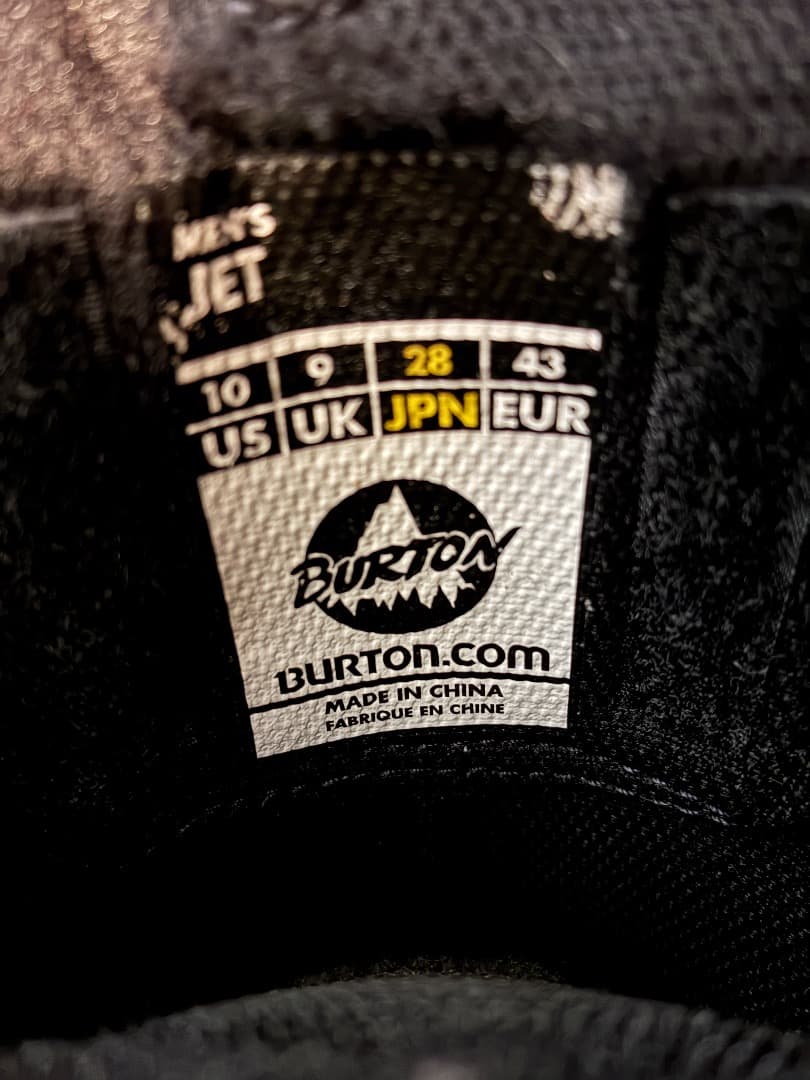 MEN'S
JET
10 9 28 43
US UK JPN EUR
BURTON
BURTON.COM
MADE IN CHINA
FABRIQUE EN CHINE